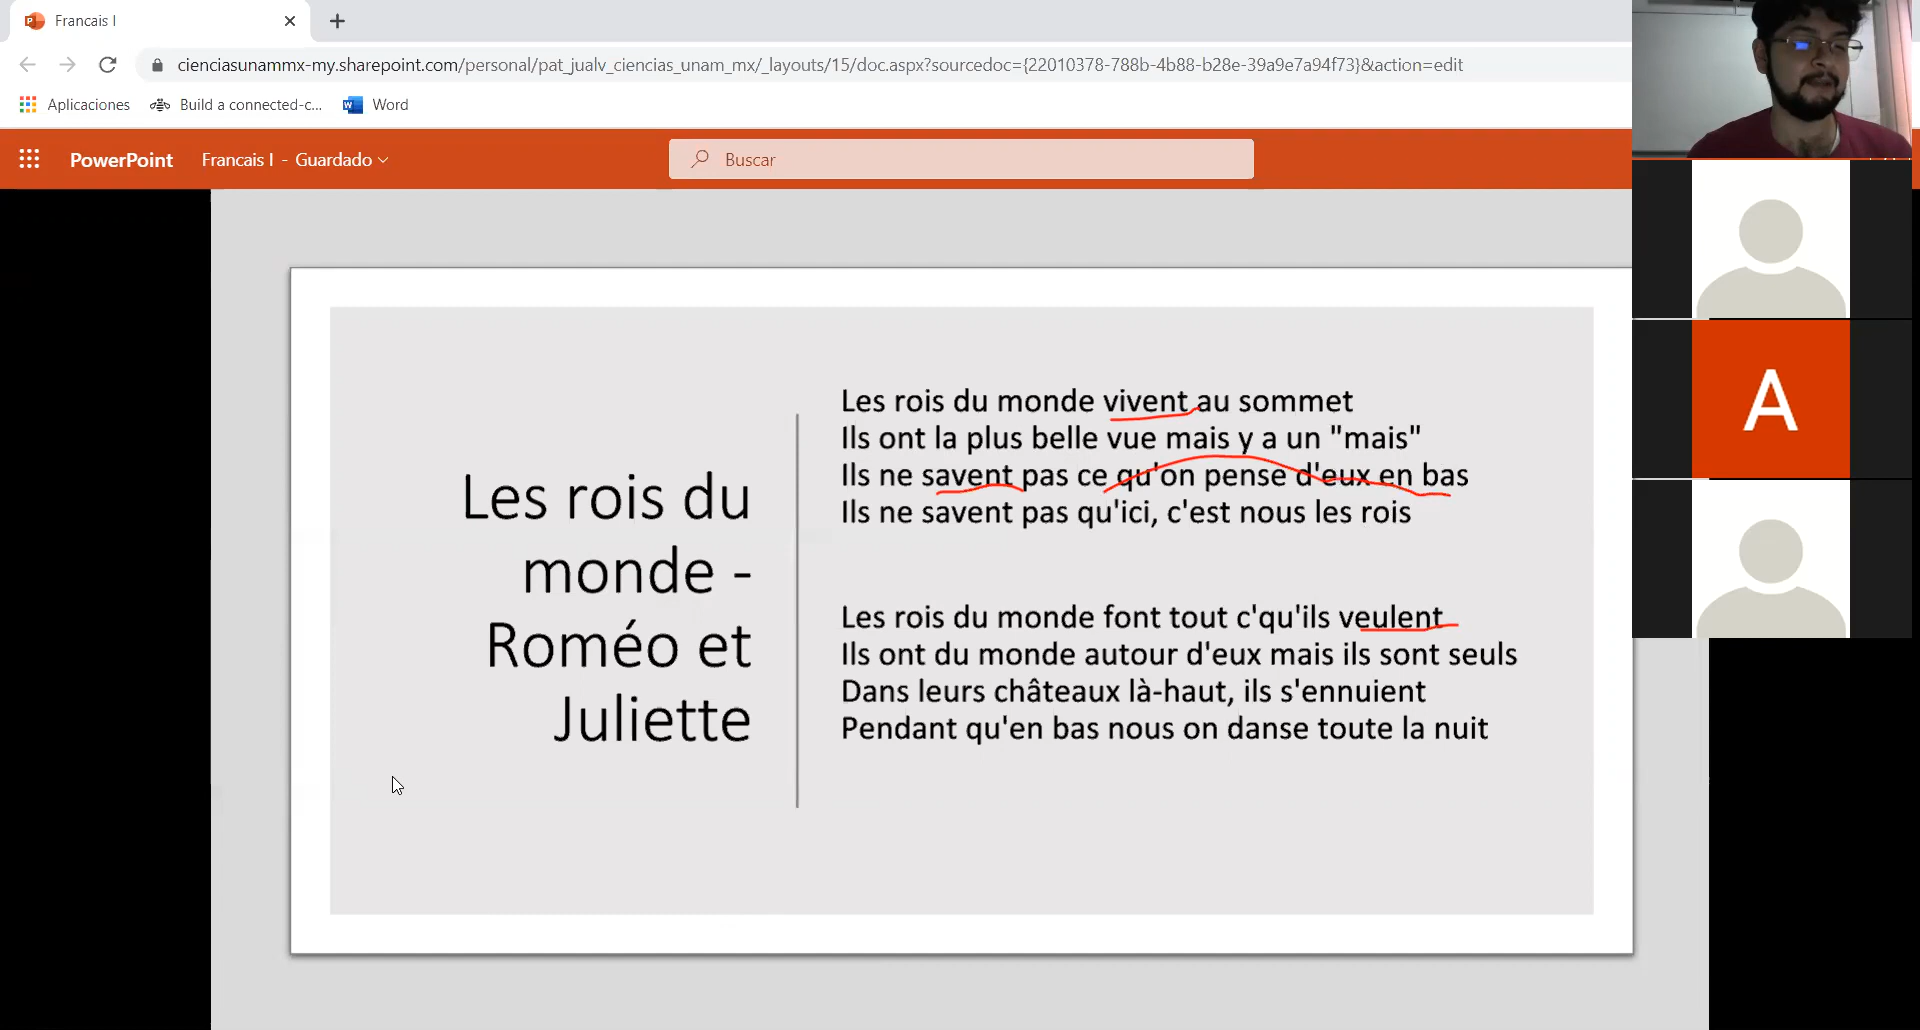 Francais I
cienciasunammx-my.sharepoint.com/personal/pat_jualv_ciencias_unam_mx/_layouts/15/doc.aspx?sourcedoc={22010378-788b-4b88-b28e-39a9e7a94f73}&action=edit
Aplicaciones Build a connected-c... Word
PowerPoint Francais I - Guardado Buscar
Les rois du
monde -
Roméo et
Juliette
Les rois du monde vivent au sommet
Ils ont la plus belle vue mais y a un "mais"
Ils ne savent pas ce qu'on pense d'eux en bas
Ils ne savent pas qu'ici, c'est nous les rois
Les rois du monde font tout c'qu'ils veulent
Ils ont du monde autour d'eux mais ils sont seuls
Dans leurs châteaux là-haut, ils s'ennuient
Pendant qu'en bas nous on danse toute la nuit
A